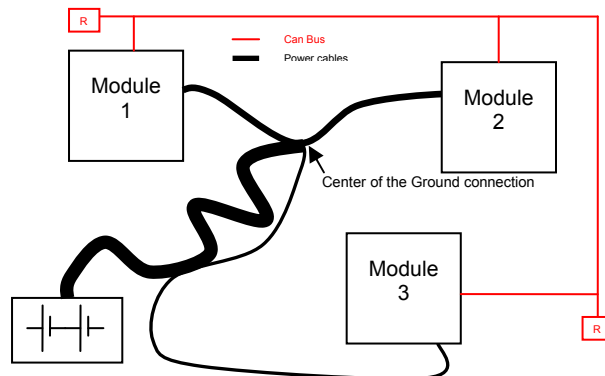 R
Can Bus
Power cables
Module
1
Module
2
Center of the Ground connection
Module
3
R